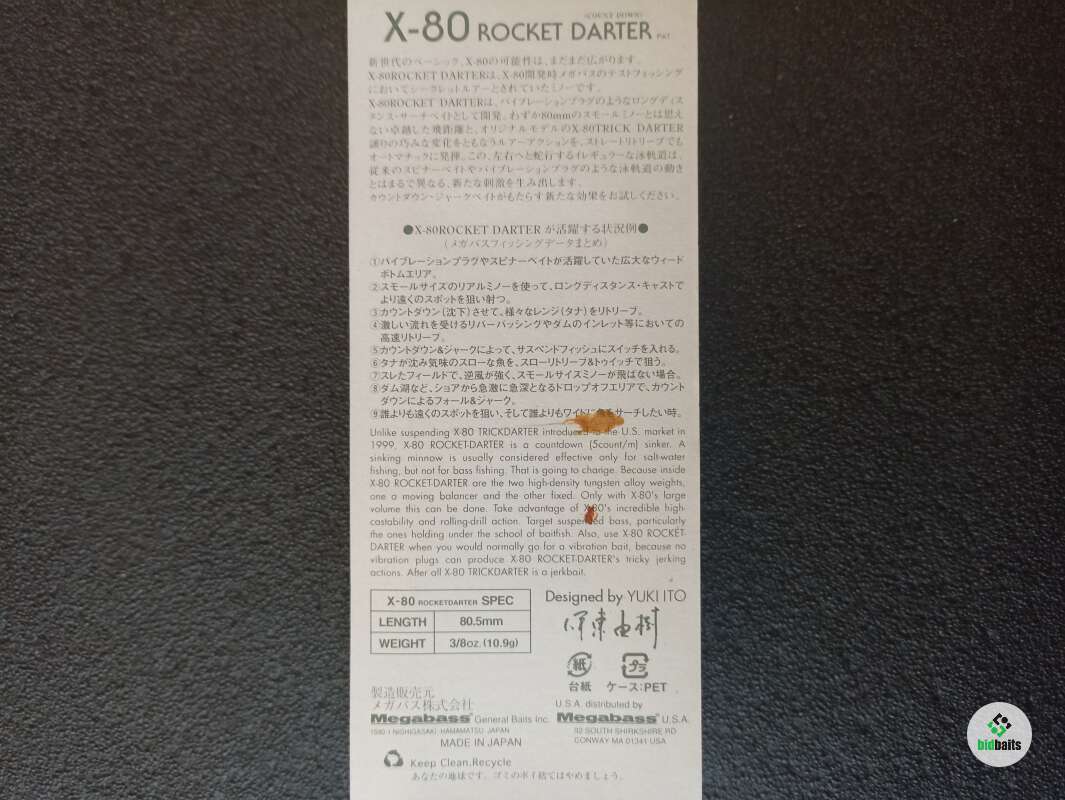 (COUNT DOWN)
X-80 ROCKET DARTER PAT.
新世代のベーシック、X-80の可能性は、まだまだ広がります。
X-80ROCKET DARTERは、X-80開発時メガバスのテストフィッシング
においてシークレットルアーとされていたミノーです。
X-80ROCKET DARTERは、バイブレーションプラグのようなロングディス
タンス・サーチベイトとして開発。わずか80mmのスモールミノーとは思え
ない卓越した飛距離と、オリジナルモデルのX-80TRICK DARTER
譲りの巧みな変化をともなうルアーアクションを、ストレートリトリーブでも
オートマチックに発揮。この、左右へと蛇行するイレギュラーな泳軌道は、
従来のスピナーベイトやバイブレーションプラグのような泳軌道の動き
とはまるで異なる、新たな刺激を生み出します。
カウントダウン・ジャークベイトがもたらす新たな効果をお試しください。
●X-80ROCKET DARTER が活躍する状況例●
(メガバスフィッシングデータまとめ)
①バイブレーションプラグやスピナーベイトが活躍していた広大なウィード
ボトムエリア。
②スモールサイズのリアルミノーを使って、ロングディスタンス・キャストで
より遠くのスポットを狙い射つ。
③カウントダウン(沈下)させて、様々なレンジ(タナ)をリトリーブ。
④激しい流れを受けるリバーバッシングやダムのインレット等においての
高速リトリーブ。
⑤カウントダウン&ジャークによって、サスペンドフィッシュにスイッチを入れる。
⑥タナが沈み気味のスローな魚を、スローリトリーブ&トゥイッチで狙う。
⑦スレたフィールドで、逆風が強く、スモールサイズミノーが飛ばない場合。
⑧ダム湖など、ショアから急激に急深となるドロップオフエリアで、カウント
ダウンによるフォール&ジャーク。
⑨誰よりも遠くのスポットを狙い、そして誰よりもワイドに魚をサーチしたい時。
Unlike suspending X-80 TRICKDARTER introduced to the U.S. market in
1999, X-80 ROCKET-DARTER is a countdown (5count/m) sinker. A
sinking minnow is usually considered effective only for salt-water
fishing, but not for bass fishing. That is going to change. Because inside
X-80 ROCKET-DARTER are the two high-density tungsten alloy weights,
one a moving balancer and the other fixed. Only with X-80's large
volume this can be done. Take advantage of X-80's incredible high-
castability and rolling-drill action. Target suspended bass, particularly
the ones holding under the school of baitfish. Also, use X-80 ROCKET-
DARTER when you would normally go for a vibration bait, because no
vibration plugs can produce X-80 ROCKET-DARTER's tricky jerking
actions. After all X-80 TRICKDARTER is a jerkbait.
X-80 ROCKETDARTER SPEC
LENGTH 80.5mm
WEIGHT 3/8oz. (10.9g)
Designed by YUKI ITO
伊東由樹
紙 プラ
台紙 ケース:PET
製造販売元
メガバス株式会社
Megabass General Baits Inc.
1580-1 NISHIGASAKI HAMAMATSU JAPAN
MADE IN JAPAN
U.S.A. distributed by
Megabass U.S.A.
32 SOUTH SHIRKSHIRE RD
CONWAY MA 01341 USA
Keep Clean.Recycle
あなたの地球です。ゴミのポイ捨てはやめましょう。
bidbaits